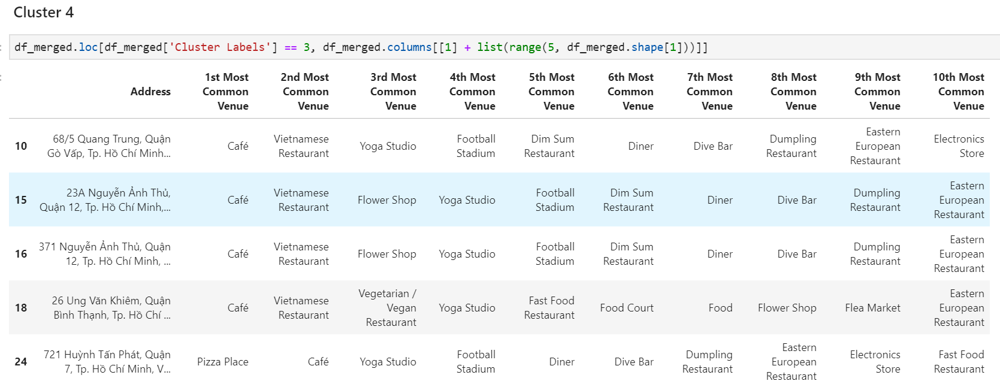 Cluster 4
df_merged.loc[df_merged['Cluster Labels'] == 3, df_merged.columns[[1] + list(range(5, df_merged.shape[1]))]]
Address 1st Most Common Venue 2nd Most Common Venue 3rd Most Common Venue 4th Most Common Venue 5th Most Common Venue 6th Most Common Venue 7th Most Common Venue 8th Most Common Venue 9th Most Common Venue 10th Most Common Venue
10 68/5 Quang Trung, Quận Gò Vấp, Tp. Hồ Chí Minh... Café Vietnamese Restaurant Yoga Studio Football Stadium Dim Sum Restaurant Diner Dive Bar Dumpling Restaurant Eastern European Restaurant Electronics Store
15 23A Nguyễn Ảnh Thủ, Quận 12, Tp. Hồ Chí Minh,... Café Vietnamese Restaurant Flower Shop Yoga Studio Football Stadium Dim Sum Restaurant Diner Dive Bar Dumpling Restaurant Eastern European Restaurant
16 371 Nguyễn Ảnh Thủ, Quận 12, Tp. Hồ Chí Minh, ... Café Vietnamese Restaurant Flower Shop Yoga Studio Football Stadium Dim Sum Restaurant Diner Dive Bar Dumpling Restaurant Eastern European Restaurant
18 26 Ung Văn Khiêm, Quận Bình Thạnh, Tp. Hồ Chí ... Café Vietnamese Restaurant Vegetarian / Vegan Restaurant Yoga Studio Fast Food Restaurant Food Court Food Flower Shop Flea Market Eastern European Restaurant
24 721 Huỳnh Tấn Phát, Quận 7, Tp. Hồ Chí Minh, V... Pizza Place Café Yoga Studio Football Stadium Diner Dive Bar Dumpling Restaurant Eastern European Restaurant Electronics Store Fast Food Restaurant